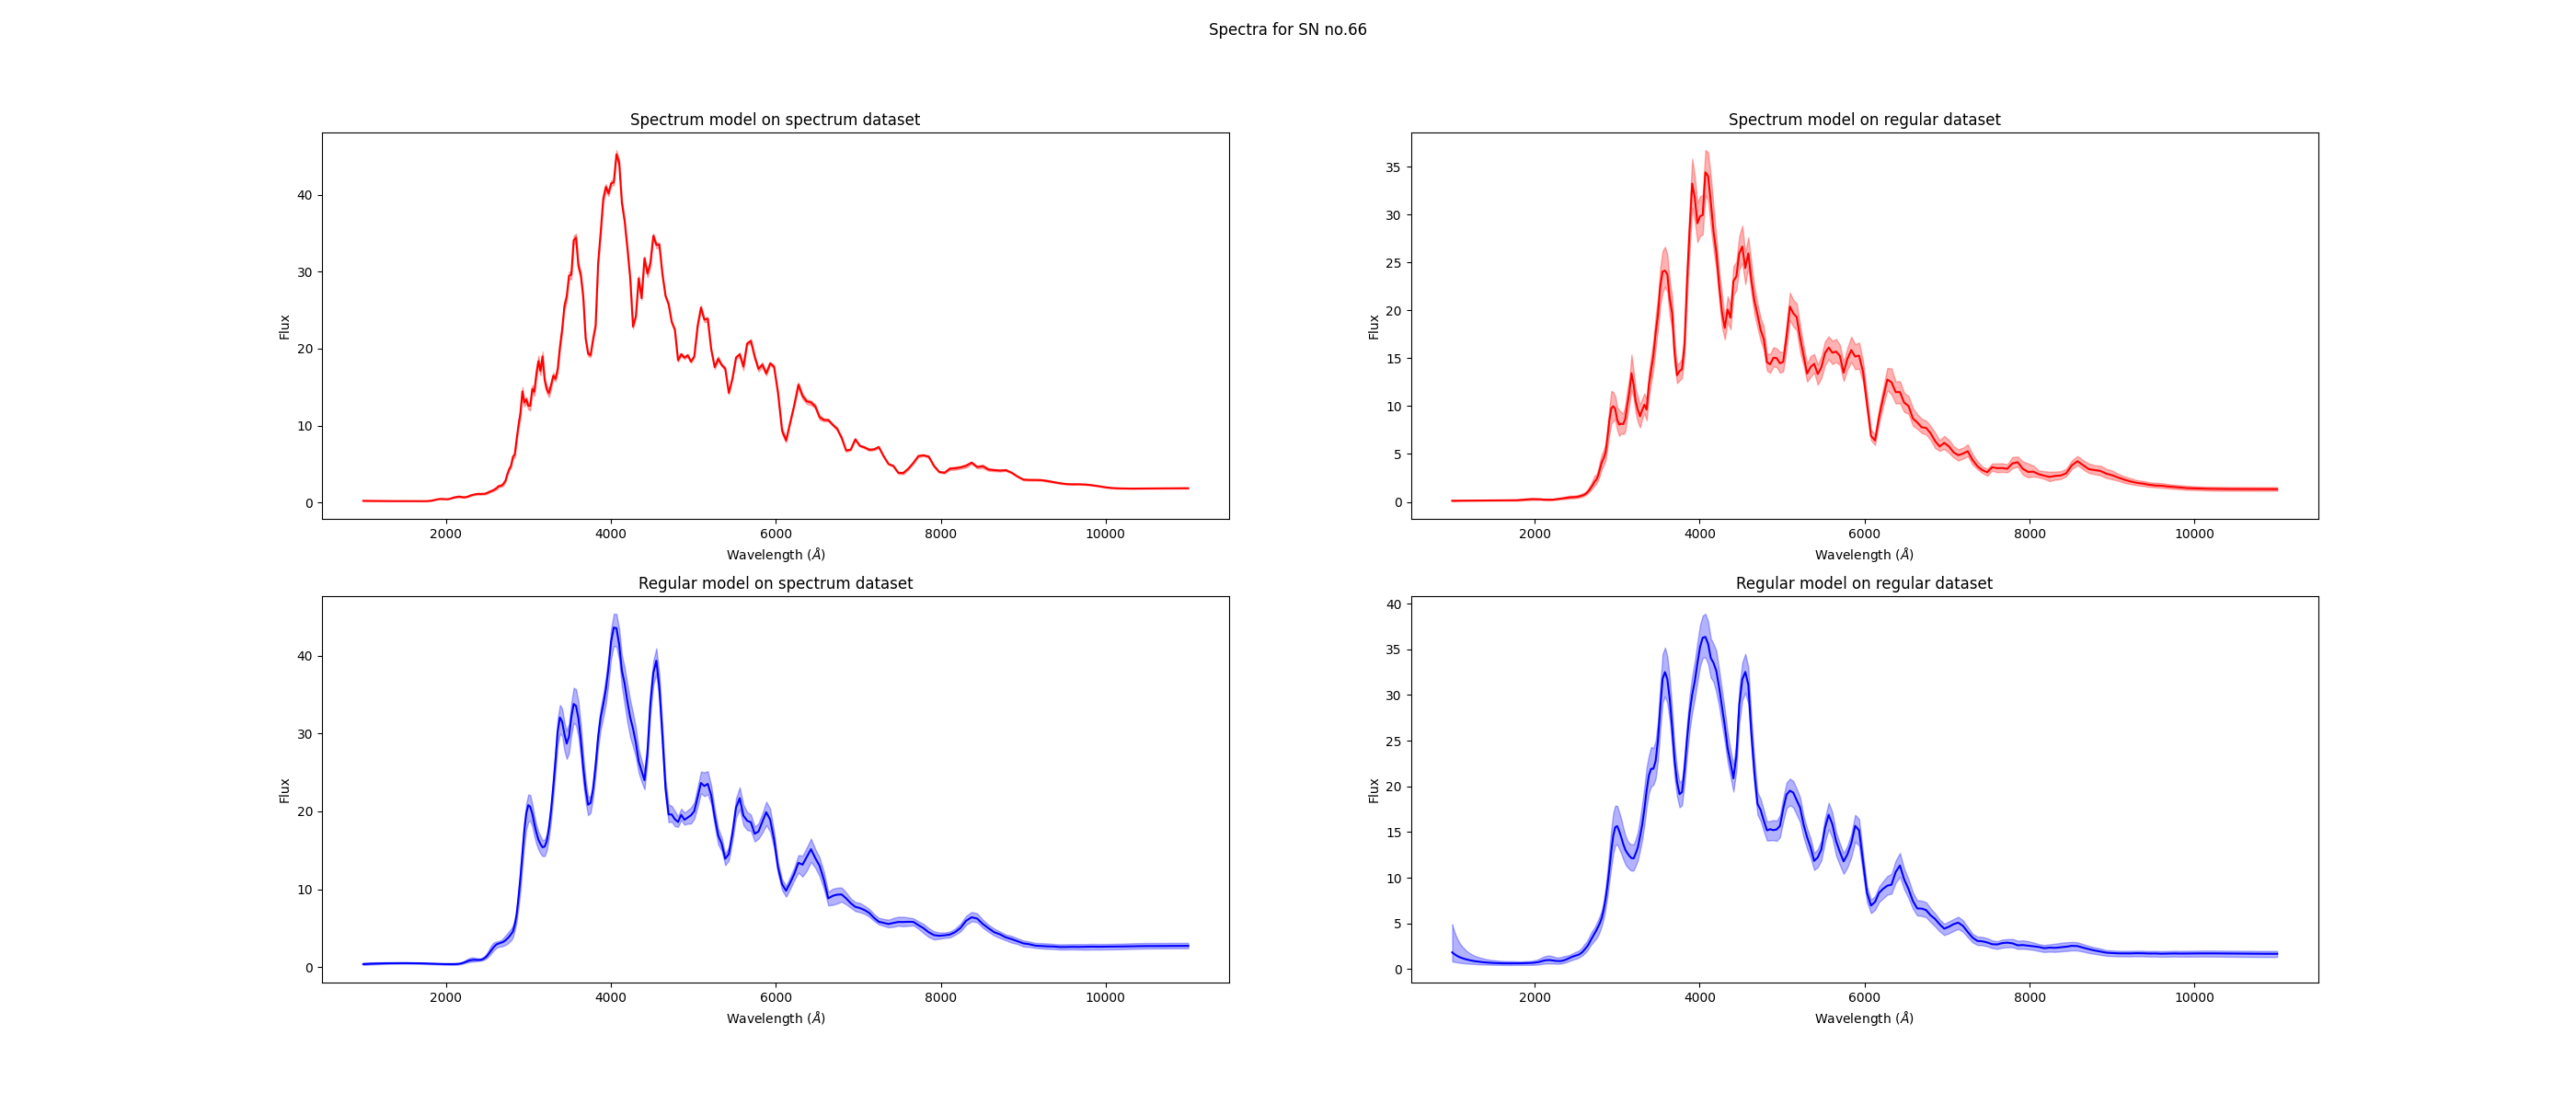 Spectra for SN no.66
Spectrum model on spectrum dataset
Flux
40
30
20
10
0
2000 4000 6000 8000 10000
Wavelength (Å)
Spectrum model on regular dataset
Flux
35
30
25
20
15
10
5
0
2000 4000 6000 8000 10000
Wavelength (Å)
Regular model on spectrum dataset
Flux
40
30
20
10
0
2000 4000 6000 8000 10000
Wavelength (Å)
Regular model on regular dataset
Flux
40
35
30
25
20
15
10
5
0
2000 4000 6000 8000 10000
Wavelength (Å)